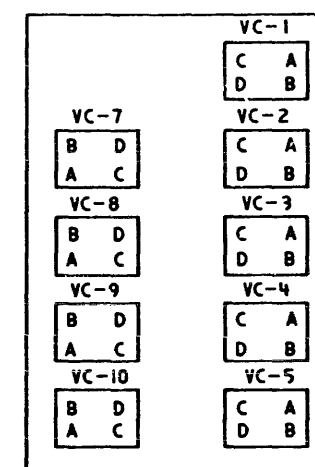 VC-1
C A
D B
VC-7 VC-2
B D C A
A C D B
VC-8 VC-3
B D C A
A C D B
VC-9 VC-4
B D C A
A C D B
VC-10 VC-5
B D C A
A C D B